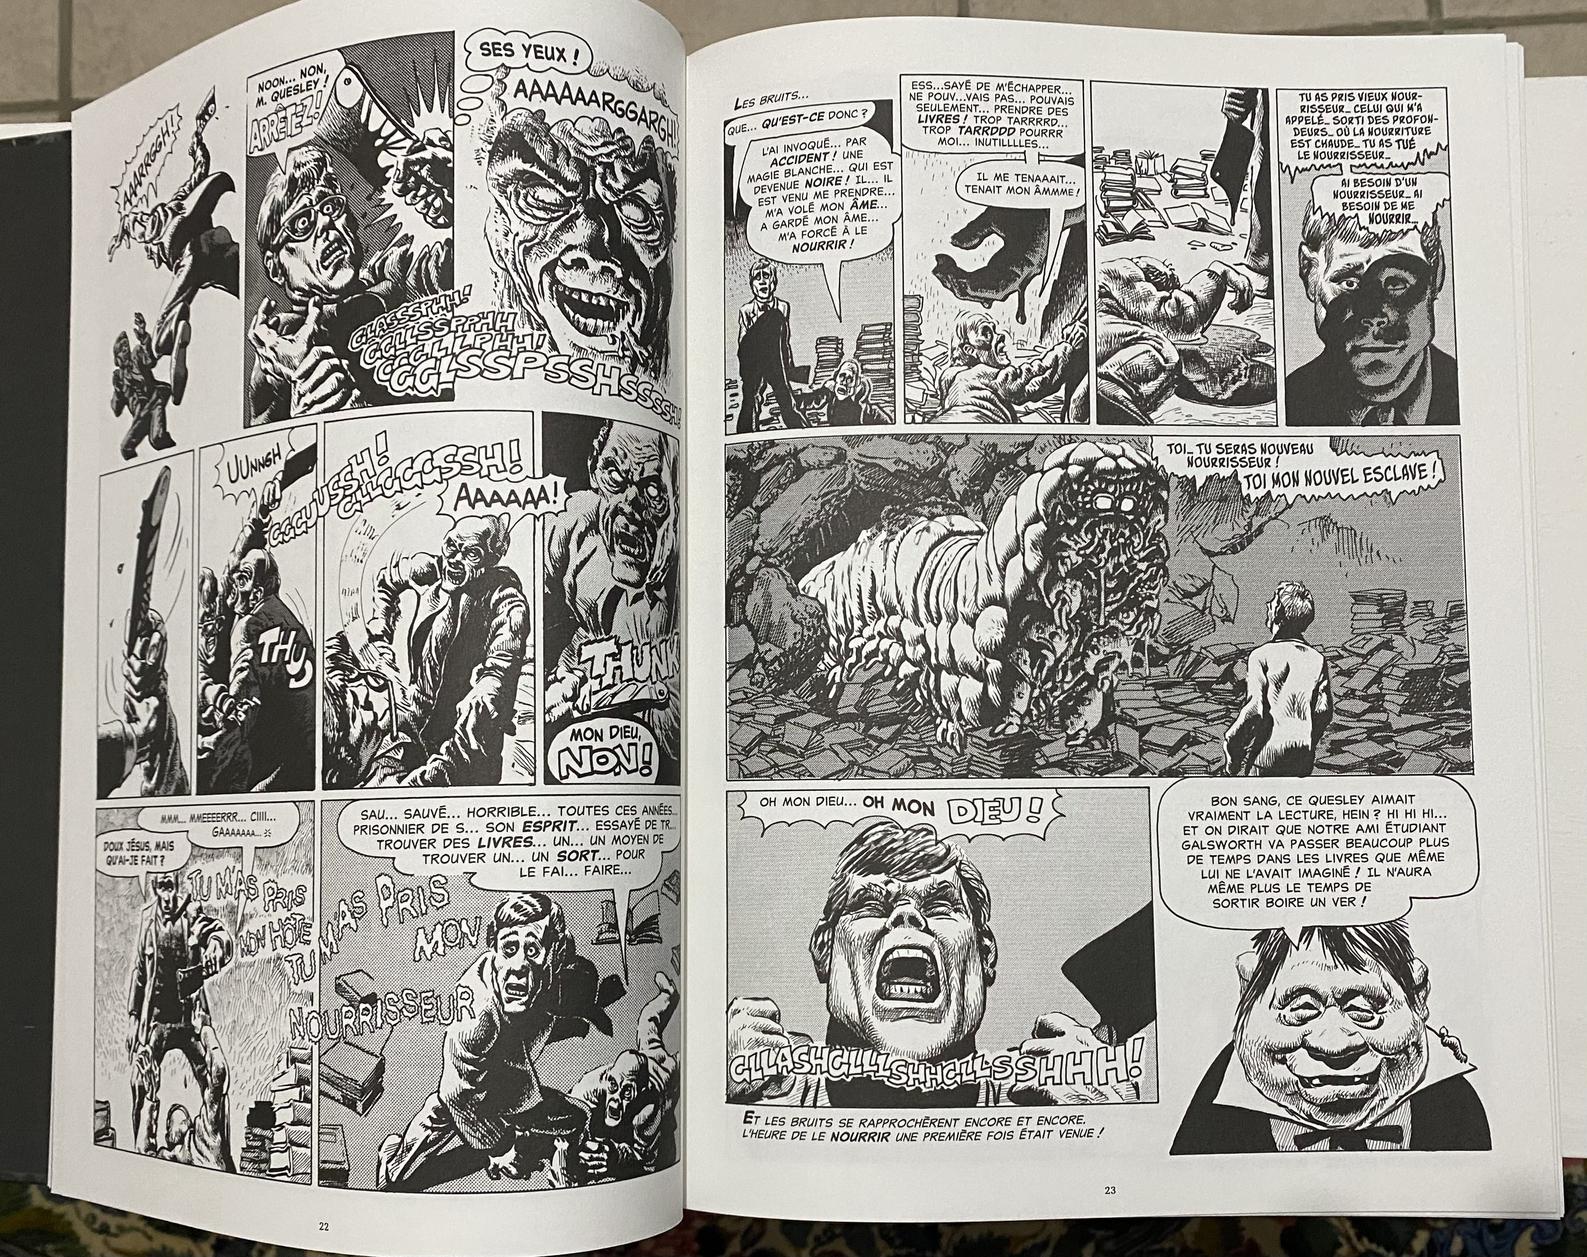 AAARRGGH!
NOON... NON,
M. QUESLEY !
ARRÊTEZ !
SES YEUX !
AAAAAARGGARGH!
GLASSSPHH!
GGLLSSPPHH
GGGLLLPHH!
GGLSSPSSHSSSSSH!
UUNNGH
THUD
GGGUUSSH!
GLLGGGSSH!
AAAAAA!
THUNK
MON DIEU,
NON !
MMM... MMEEEERRR... CIIII...
GAAAAAAA...
DOUX JÉSUS, MAIS
QU'AI-JE FAIT ?
TU M'AS PRIS
MON HÔTE
SAU... SAUVÉ... HORRIBLE... TOUTES CES ANNÉES...
PRISONNIER DE S... SON ESPRIT... ESSAYÉ DE TR...
TROUVER DES LIVRES... UN... UN MOYEN DE
TROUVER UN... UN SORT... POUR
LE FAI... FAIRE...
TU M'AS PRIS
MON
NOURRISSEUR
22
LES BRUITS...
QUE... QU'EST-CE DONC ?
L'AI INVOQUÉ... PAR
ACCIDENT ! UNE
MAGIE BLANCHE... QUI EST
DEVENUE NOIRE ! IL... IL
EST VENU ME PRENDRE...
M'A VOLÉ MON ÂME...
A GARDÉ MON ÂME...
M'A FORCÉ À LE
NOURRIR !
ESS...SAYÉ DE M'ÉCHAPPER...
NE POUV...VAIS PAS... POUVAIS
SEULEMENT... PRENDRE DES
LIVRES ! TROP TARRRD...
TROP TARRDDD POURRR
MOI... INUTILLLES...
IL ME TENAAAIT...
TENAIT MON ÂMMME !
TU AS PRIS VIEUX NOUR-
RISSEUR... CELUI QUI M'A
APPELÉ... SORTI DES PROFON-
DEURS... OÙ LA NOURRITURE
EST CHAUDE... TU AS TUÉ
LE NOURRISSEUR...
AI BESOIN D'UN
NOURRISSEUR... AI
BESOIN DE ME
NOURRIR...
TOI... TU SERAS NOUVEAU
NOURRISSEUR !
TOI MON NOUVEL ESCLAVE !
OH MON DIEU... OH MON DIEU !
GLLASHGLLLLSHHGLLLSSSHHH!
ET LES BRUITS SE RAPPROCHÈRENT ENCORE ET ENCORE.
L'HEURE DE LE NOURRIR UNE PREMIÈRE FOIS ÉTAIT VENUE !
BON SANG, CE QUESLEY AIMAIT
VRAIMENT LA LECTURE, HEIN ? HI HI HI...
ET ON DIRAIT QUE NOTRE AMI ÉTUDIANT
GALSWORTH VA PASSER BEAUCOUP PLUS
DE TEMPS DANS LES LIVRES QUE MÊME
LUI NE L'AVAIT IMAGINÉ ! IL N'AURA
MÊME PLUS LE TEMPS DE
SORTIR BOIRE UN VER !
23